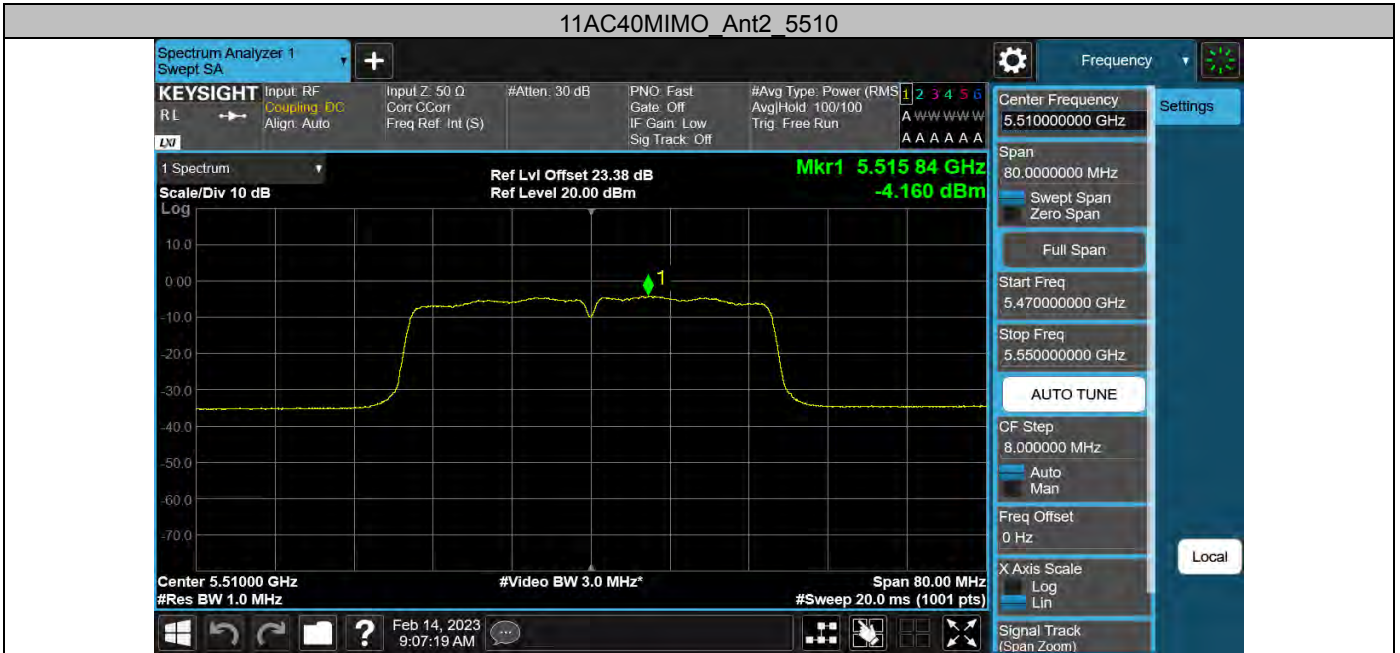 11AC40MIMO_Ant2_5510
Spectrum Analyzer 1
Swept SA
Frequency
KEYSIGHT
RL
LXI
Input: RF
Coupling: DC
Align: Auto
Input Z: 50 Ω
Corr CCorr
Freq Ref: Int (S)
#Atten: 30 dB
PNO: Fast
Gate: Off
IF Gain: Low
Sig Track: Off
#Avg Type: Power (RMS
Avg|Hold: 100/100
Trig: Free Run
1 2 3 4 5 6
A W W W W W
A A A A A A
1 Spectrum
Scale/Div 10 dB
Ref Lvl Offset 23.38 dB
Ref Level 20.00 dBm
Mkr1 5.515 84 GHz
-4.160 dBm
Log
10.0
0.00
-10.0
-20.0
-30.0
-40.0
-50.0
-60.0
-70.0
1
Center 5.51000 GHz
#Res BW 1.0 MHz
#Video BW 3.0 MHz*
Span 80.00 MHz
#Sweep 20.0 ms (1001 pts)
Feb 14, 2023
9:07:19 AM
Center Frequency
5.510000000 GHz
Settings
Span
80.0000000 MHz
Swept Span
Zero Span
Full Span
Start Freq
5.470000000 GHz
Stop Freq
5.550000000 GHz
AUTO TUNE
CF Step
8.000000 MHz
Auto
Man
Freq Offset
0 Hz
X Axis Scale
Log
Lin
Local
Signal Track
(Span Zoom)